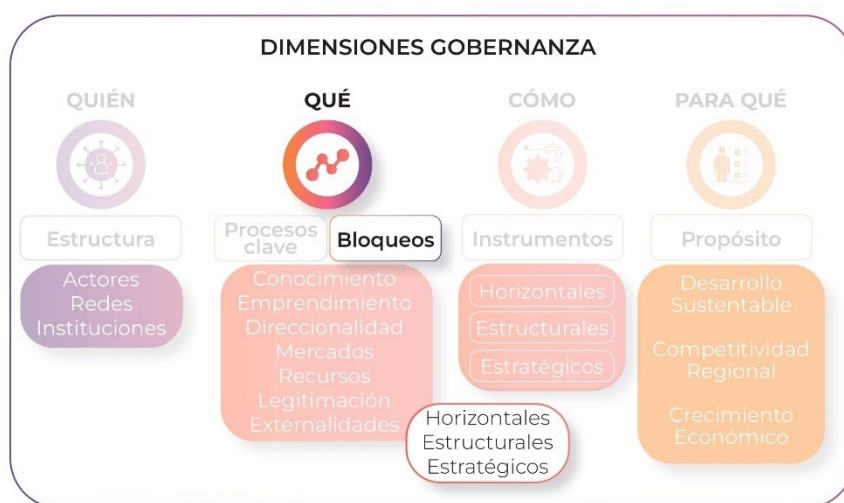 DIMENSIONES GOBERNANZA
QUIÉN
QUÉ
CÓMO
PARA QUÉ
Estructura
Procesos
clave
Bloqueos
Instrumentos
Propósito
Actores
Redes
Instituciones
Conocimiento
Emprendimiento
Direccionalidad
Mercados
Recursos
Legitimación
Externalidades
Horizontales
Estructurales
Estratégicos
Horizontales
Estructurales
Estratégicos
Desarrollo
Sustentable
Competitividad
Regional
Crecimiento
Económico